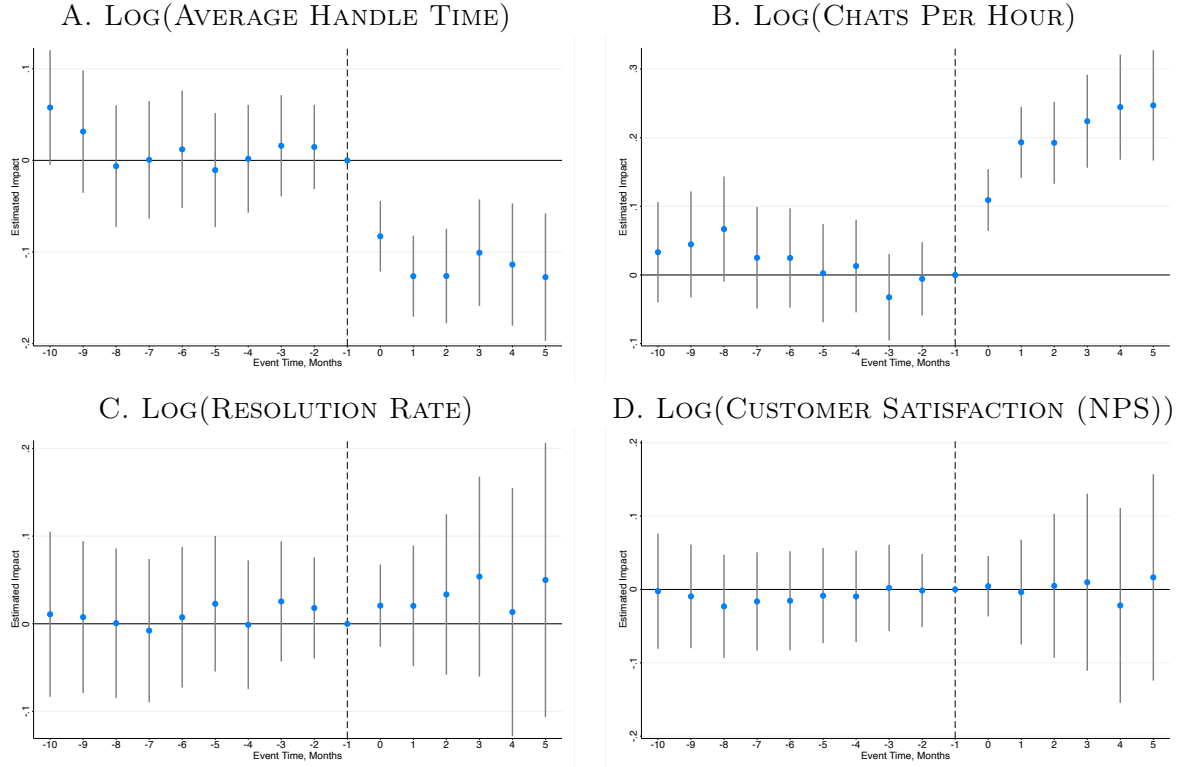 A. Log(Average Handle Time)
Estimated Impact
.1
0
-.1
-.2
-10 -9 -8 -7 -6 -5 -4 -3 -2 -1 0 1 2 3 4 5
Event Time, Months
B. Log(Chats Per Hour)
Estimated Impact
.3
.2
.1
0
-.1
-10 -9 -8 -7 -6 -5 -4 -3 -2 -1 0 1 2 3 4 5
Event Time, Months
C. Log(Resolution Rate)
Estimated Impact
.2
.1
0
-.1
-10 -9 -8 -7 -6 -5 -4 -3 -2 -1 0 1 2 3 4 5
Event Time, Months
D. Log(Customer Satisfaction (NPS))
Estimated Impact
.2
.1
0
-.1
-.2
-10 -9 -8 -7 -6 -5 -4 -3 -2 -1 0 1 2 3 4 5
Event Time, Months